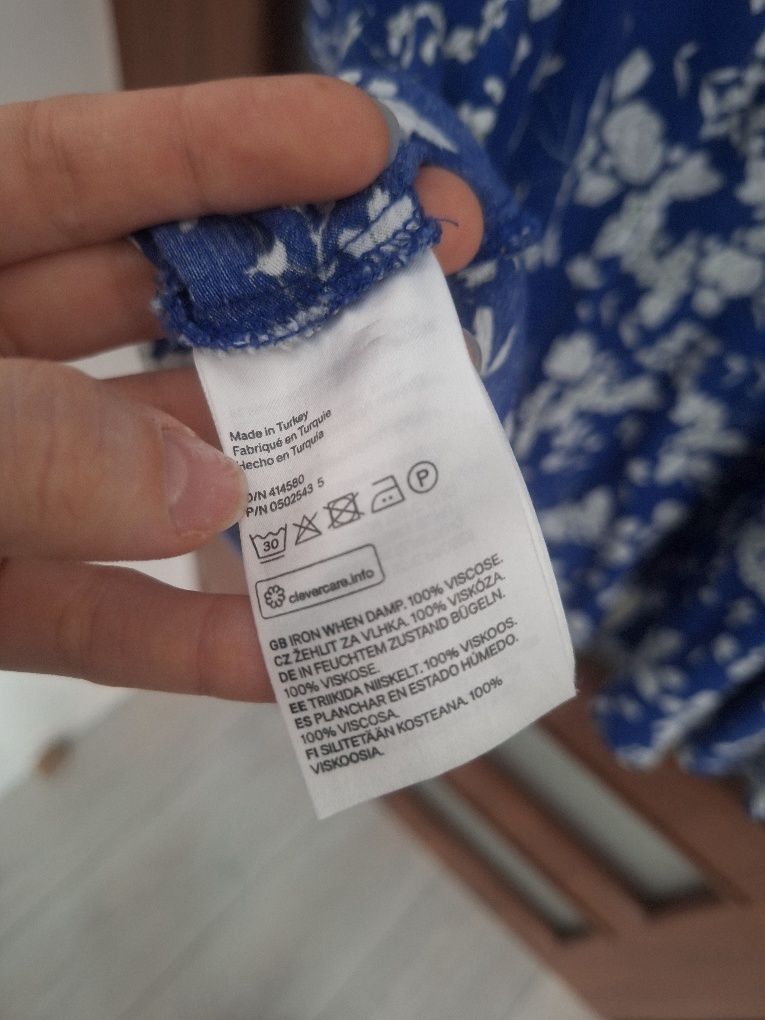 Made in Turkey
Fabriqué en Turquie
Hecho en Turquía
414580
P/N 0502543 5
30
P
clevercare.info
GB IRON WHEN DAMP. 100% VISCOSE.
CZ ŽEHLIT ZA VLHKA. 100% VISKÓZA.
DE IN FEUCHTEM ZUSTAND BÜGELN.
100% VISKOSE.
EE TRIIKIDA NIISKELT. 100% VISKOOS.
ES PLANCHAR EN ESTADO HÚMEDO.
100% VISCOSA.
FI SILITETÄÄN KOSTEANA. 100%
VISKOOSIA.